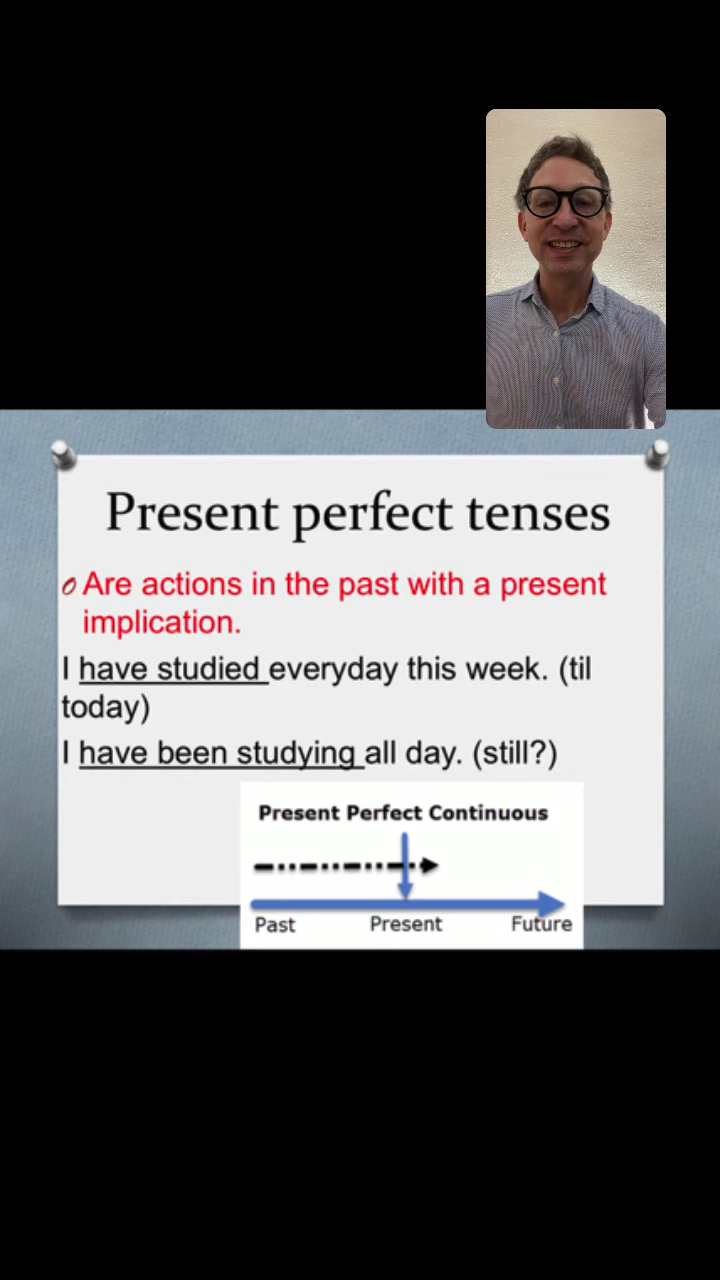 Present perfect tenses
Are actions in the past with a present
implication.
I have studied everyday this week. (til
today)
I have been studying all day. (still?)
Present Perfect Continuous
Past Present Future